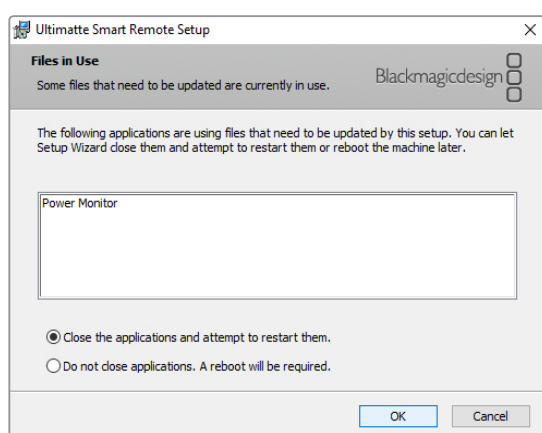 Ultimatte Smart Remote Setup
Files in Use
Some files that need to be updated are currently in use.
Blackmagicdesign
The following applications are using files that need to be updated by this setup. You can let
Setup Wizard close them and attempt to restart them or reboot the machine later.
Power Monitor
Close the applications and attempt to restart them.
Do not close applications. A reboot will be required.
OK
Cancel